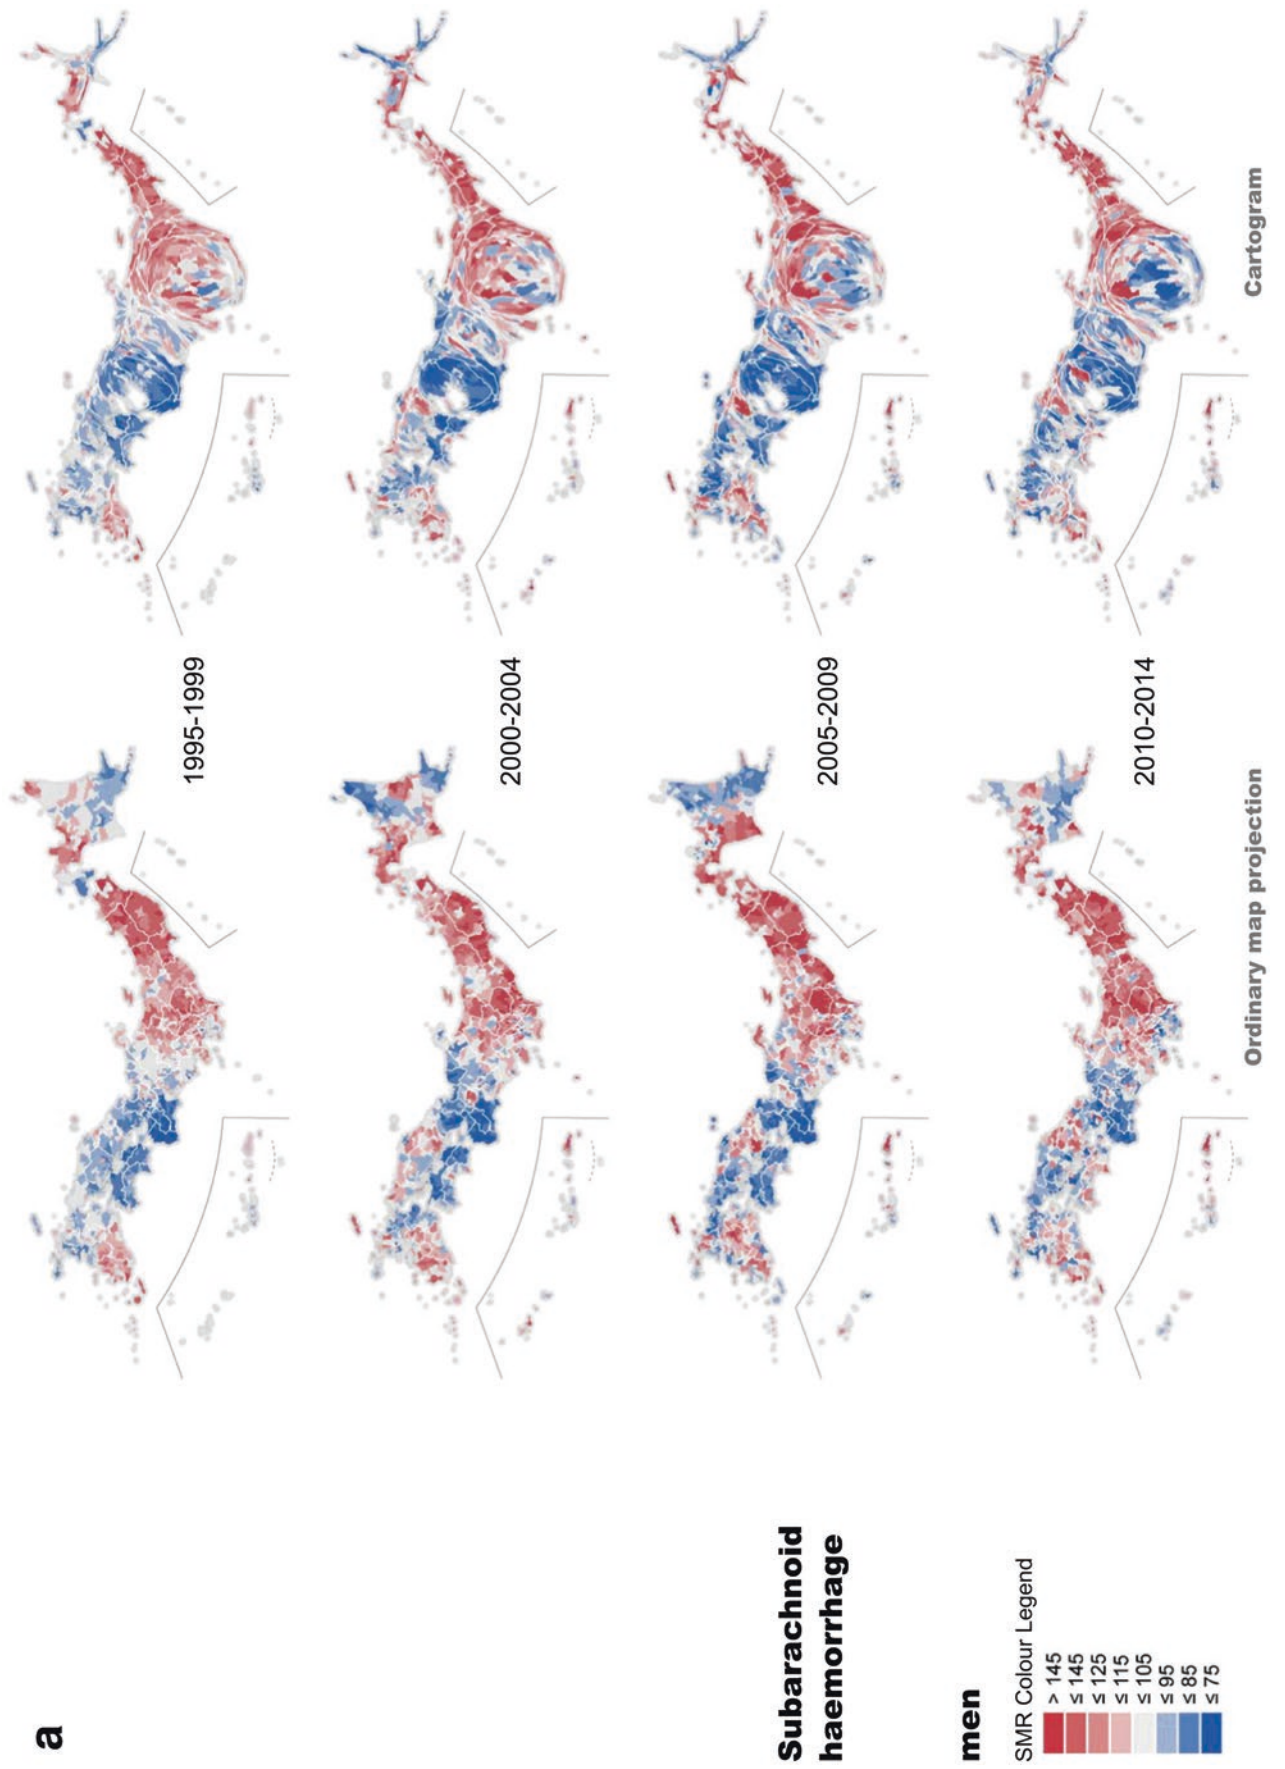 a
1995-1999
2000-2004
2005-2009
2010-2014
Ordinary map projection
Cartogram
Subarachnoid
haemorrhage
men
SMR Colour Legend
> 145
≤ 145
≤ 125
≤ 115
≤ 105
≤ 95
≤ 85
≤ 75